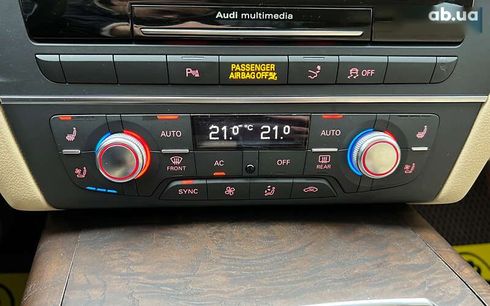 ab.ua
Audi multimedia
P
PASSENGER
AIRBAG OFF
OFF
AUTO
21.0 °C 21.0
AUTO
FRONT
AC
OFF
REAR
SYNC